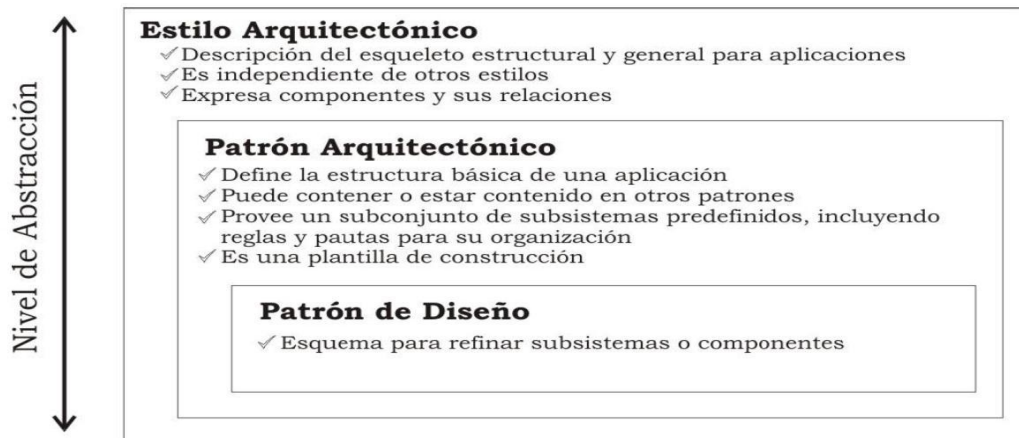 Nivel de Abstracción
Estilo Arquitectónico
✓ Descripción del esqueleto estructural y general para aplicaciones
✓ Es independiente de otros estilos
✓ Expresa componentes y sus relaciones
Patrón Arquitectónico
✓ Define la estructura básica de una aplicación
✓ Puede contener o estar contenido en otros patrones
✓ Provee un subconjunto de subsistemas predefinidos, incluyendo
reglas y pautas para su organización
✓ Es una plantilla de construcción
Patrón de Diseño
✓ Esquema para refinar subsistemas o componentes